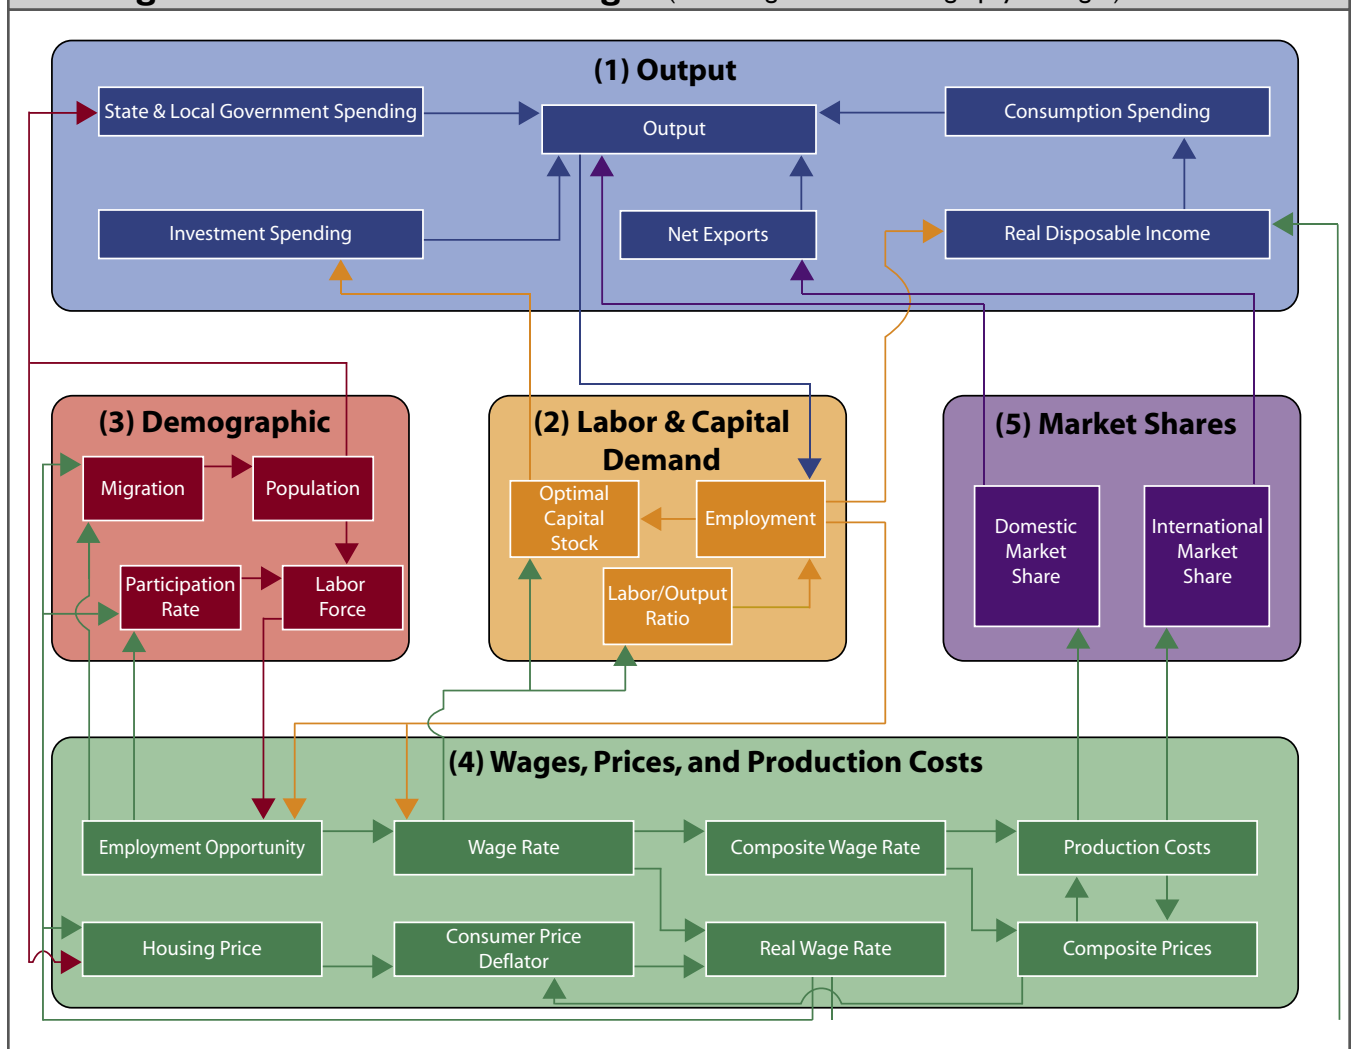 (1) Output
State & Local Government Spending
Output
Consumption Spending
Investment Spending
Net Exports
Real Disposable Income
(3) Demographic
Migration
Population
Participation
Rate
Labor
Force
(2) Labor & Capital
Demand
Optimal
Capital
Stock
Employment
Labor/Output
Ratio
(5) Market Shares
Domestic
Market
Share
International
Market
Share
(4) Wages, Prices, and Production Costs
Employment Opportunity
Wage Rate
Composite Wage Rate
Production Costs
Housing Price
Consumer Price
Deflator
Real Wage Rate
Composite Prices